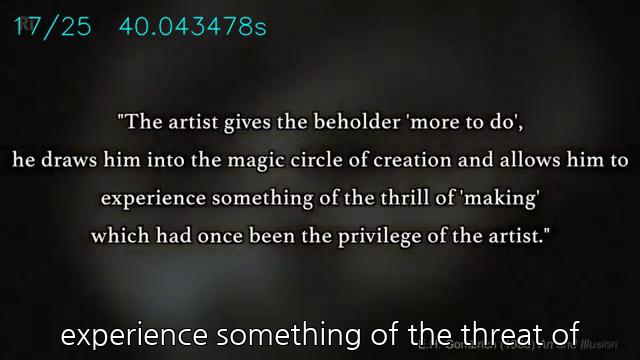 17/25 40.043478s
"The artist gives the beholder 'more to do',
he draws him into the magic circle of creation and allows him to
experience something of the thrill of 'making'
which had once been the privilege of the artist."
experience something of the threat of
Art and Illusion